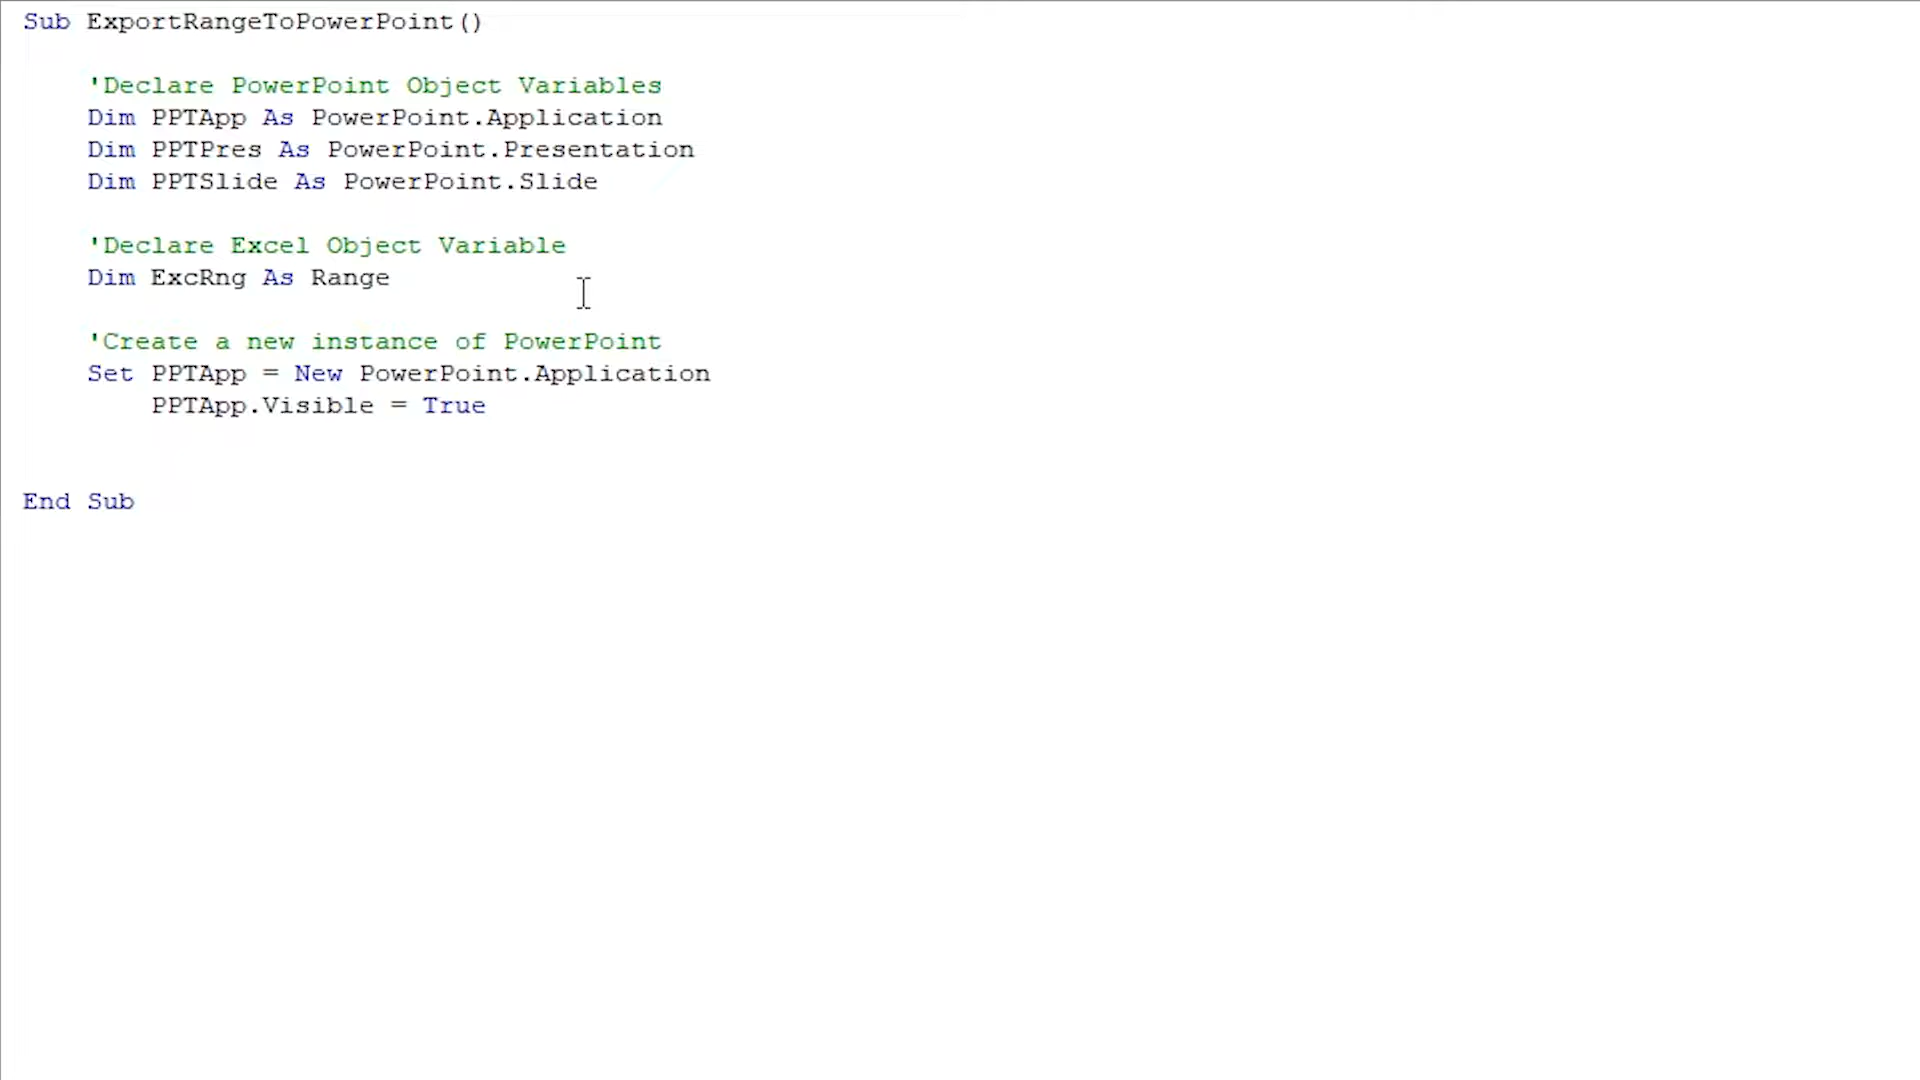 Sub ExportRangeToPowerPoint()
'Declare PowerPoint Object Variables
Dim PPTApp As PowerPoint.Application
Dim PPTPres As PowerPoint.Presentation
Dim PPTSlide As PowerPoint.Slide
'Declare Excel Object Variable
Dim ExcRng As Range
'Create a new instance of PowerPoint
Set PPTApp = New PowerPoint.Application
PPTApp.Visible = True
End Sub